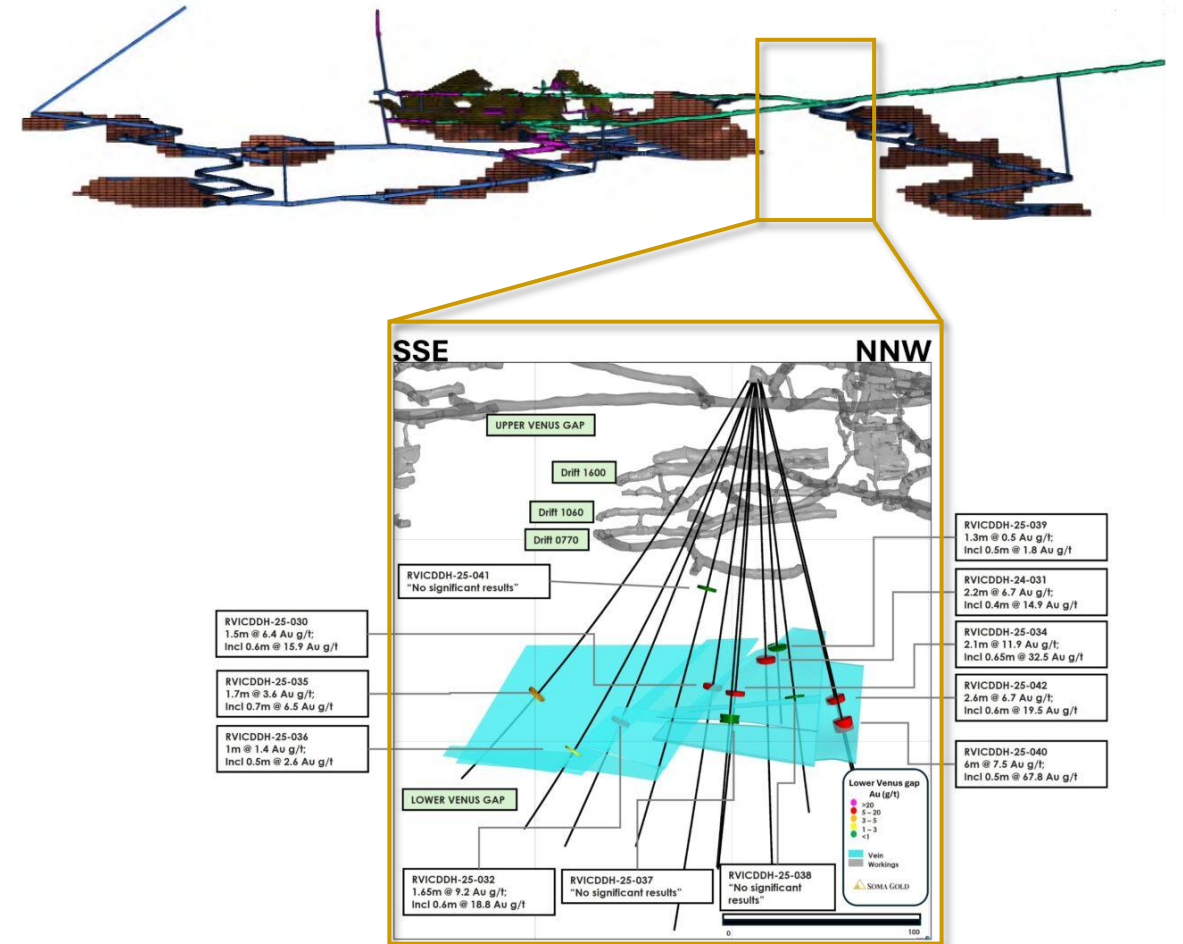 SSE
NNW
UPPER VENUS GAP
Drift 1600
Drift 1060
Drift 0770
RVICDDH-25-041
"No significant results"
RVICDDH-25-030
1.5m @ 6.4 Au g/t;
Incl 0.6m @ 15.9 Au g/t
RVICDDH-25-035
1.7m @ 3.6 Au g/t;
Incl 0.7m @ 6.5 Au g/t
RVICDDH-25-036
1m @ 1.4 Au g/t;
Incl 0.5m @ 2.6 Au g/t
LOWER VENUS GAP
RVICDDH-25-032
1.65m @ 9.2 Au g/t;
Incl 0.6m @ 18.8 Au g/t
RVICDDH-25-037
"No significant results"
RVICDDH-25-038
"No significant
results"
RVICDDH-25-039
1.3m @ 0.5 Au g/t;
Incl 0.5m @ 1.8 Au g/t
RVICDDH-24-031
2.2m @ 6.7 Au g/t;
Incl 0.4m @ 14.9 Au g/t
RVICDDH-25-034
2.1m @ 11.9 Au g/t;
Incl 0.65m @ 32.5 Au g/t
RVICDDH-25-042
2.6m @ 6.7 Au g/t;
Incl 0.6m @ 19.5 Au g/t
RVICDDH-25-040
6m @ 7.5 Au g/t;
Incl 0.5m @ 67.8 Au g/t
Lower Venus gap
Au (g/t)
>20
5 - 20
3 - 5
1 - 3
<1
Vein
Workings
SOMA GOLD
0 100